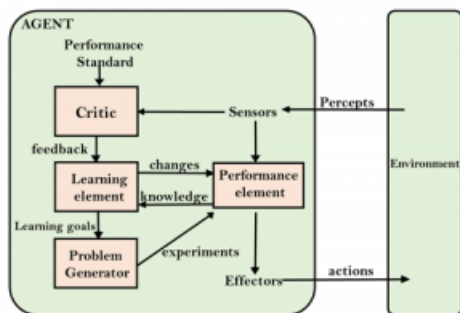 AGENT
Performance
Standard
Critic
Sensors
Percepts
feedback
changes
Learning
element
Performance
element
Environment
knowledge
Learning goals
Problem
Generator
experiments
Effectors
actions